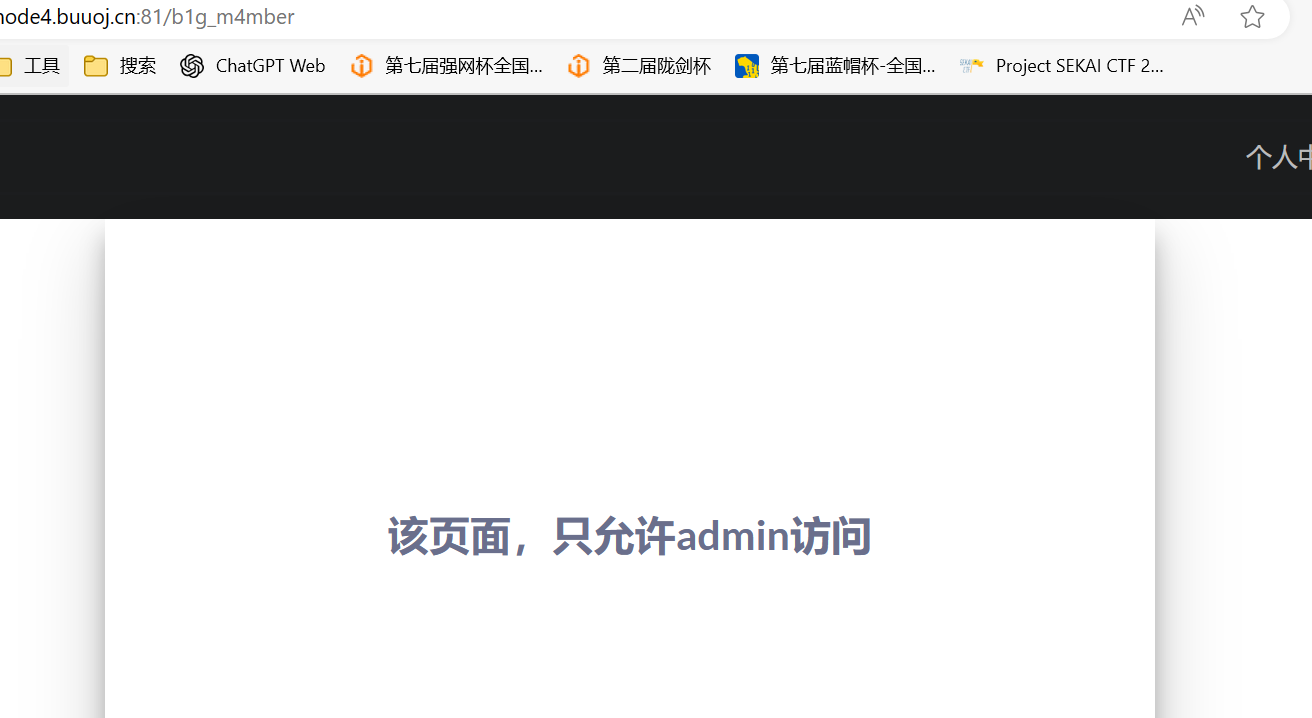 node4.buuoj.cn:81/b1g_m4mber
工具 搜索 ChatGPT Web 第七届强网杯全国... 第二届陇剑杯 第七届蓝帽杯-全国... Project SEKAI CTF 2...
个人中
该页面，只允许admin访问